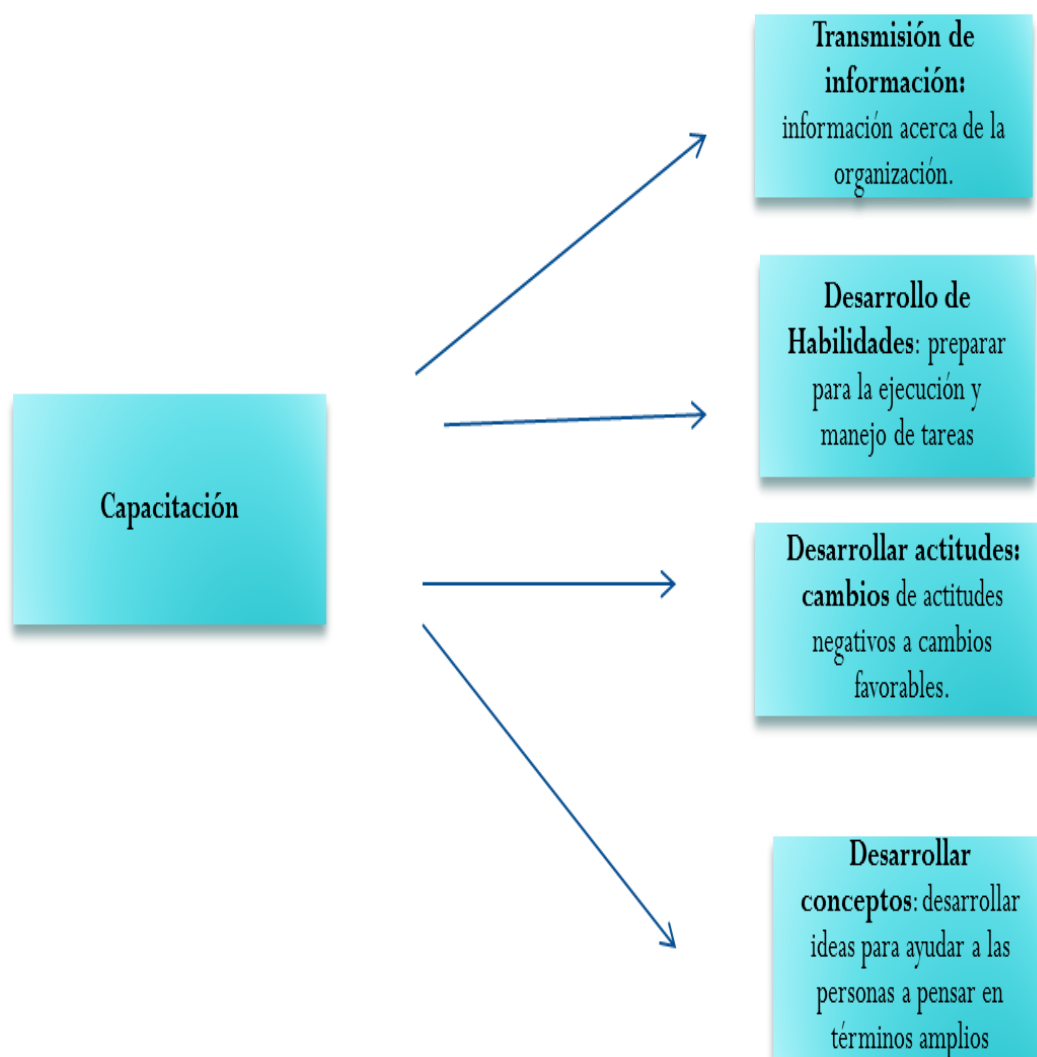 Transmisión de
información:
información acerca de la
organización.
Desarrollo de
Habilidades: preparar
para la ejecución y
manejo de tareas
Capacitación
Desarrollar actitudes:
cambios de actitudes
negativos a cambios
favorables.
Desarrollar
conceptos: desarrollar
ideas para ayudar a las
personas a pensar en
términos amplios